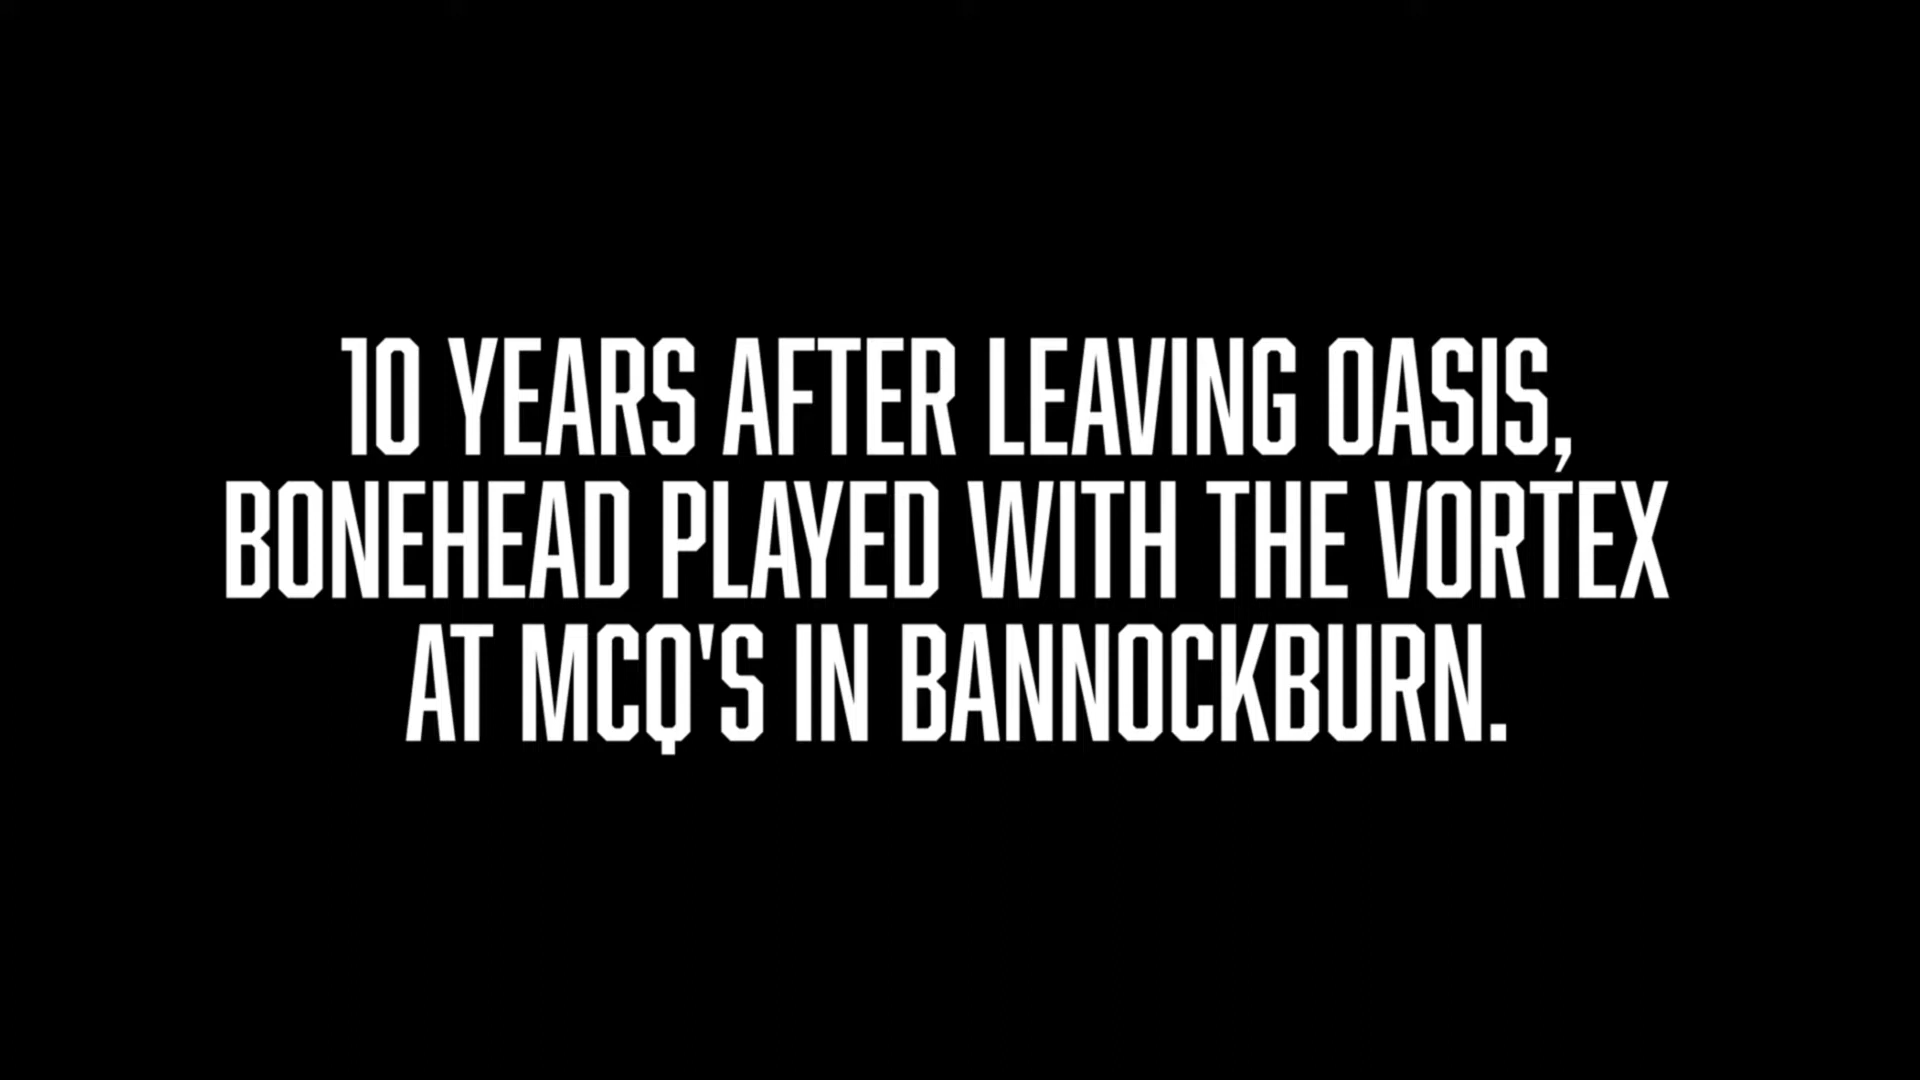 10 YEARS AFTER LEAVING OASIS,
BONEHEAD PLAYED WITH THE VORTEX
AT MCQ'S IN BANNOCKBURN.